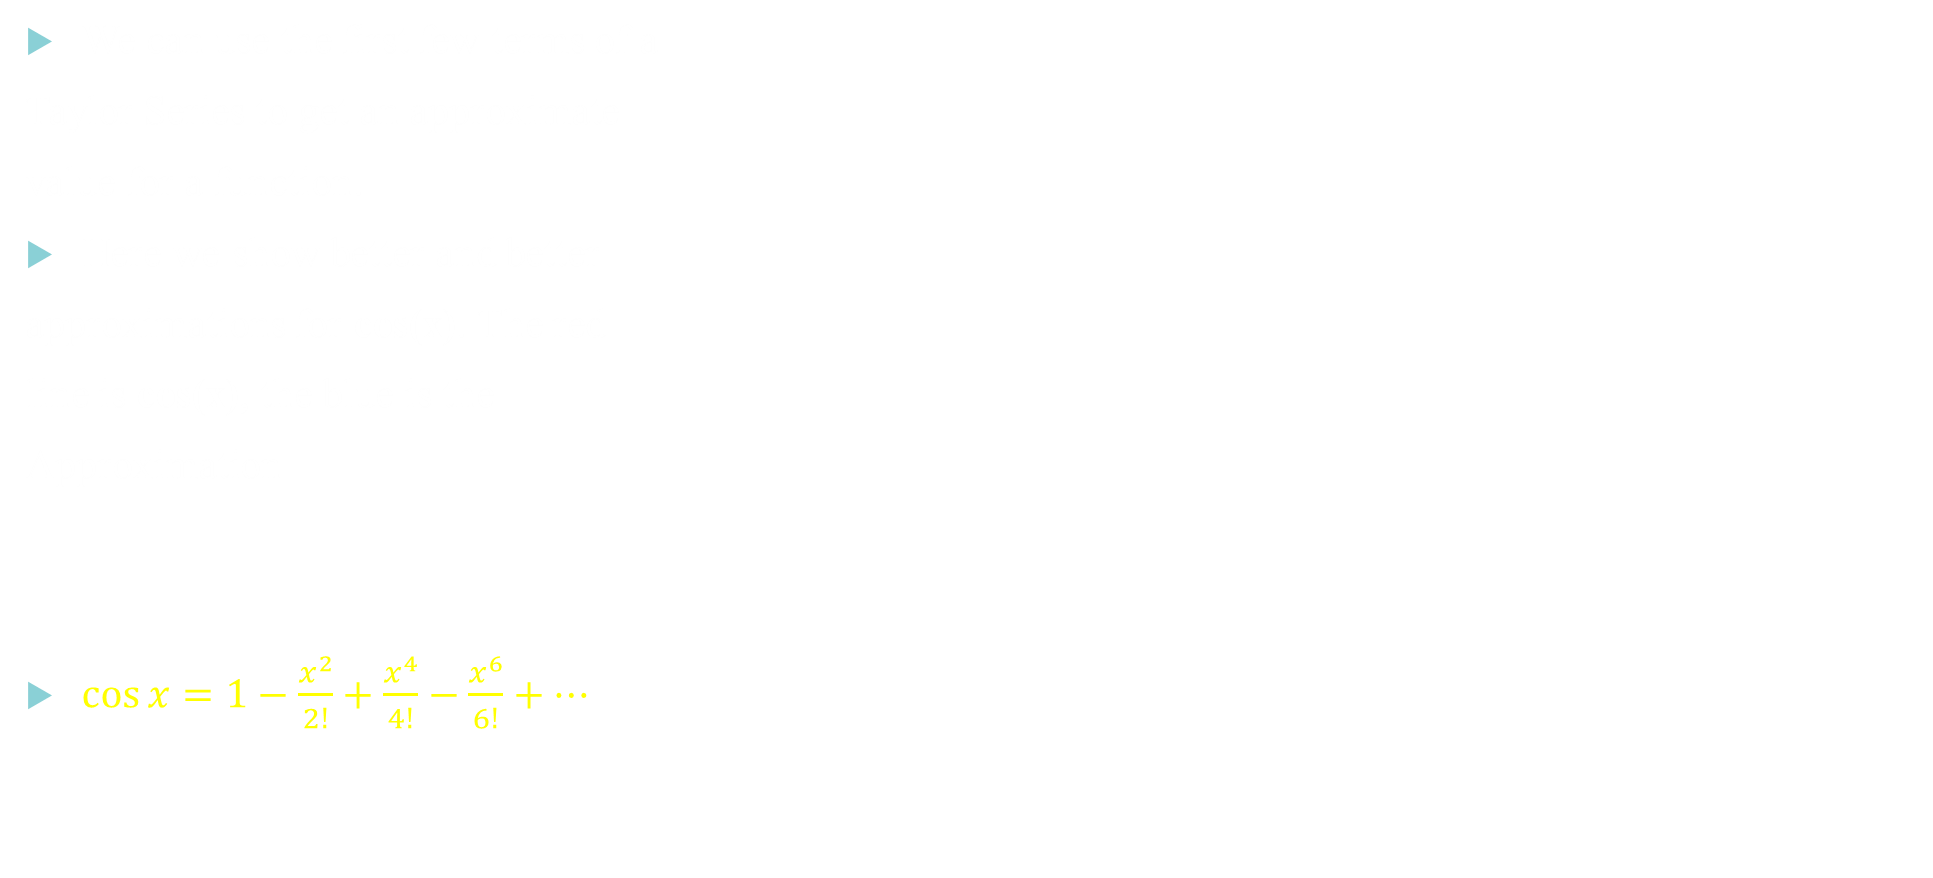 cos x = 1 − x²/2! + x⁴/4! − x⁶/6! + ⋯